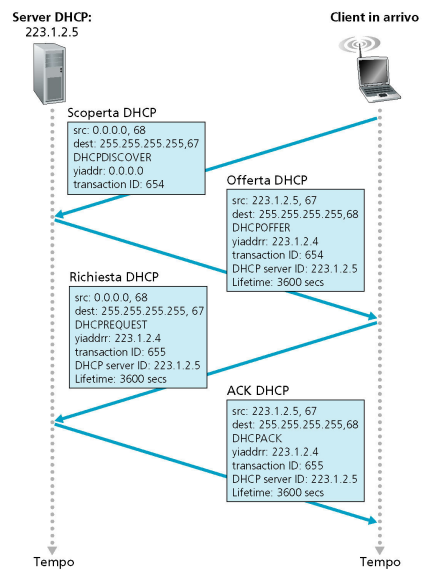 Server DHCP:
223.1.2.5
Client in arrivo
Scoperta DHCP
src: 0.0.0.0, 68
dest: 255.255.255.255,67
DHCPDISCOVER
yiaddr: 0.0.0.0
transaction ID: 654
Offerta DHCP
src: 223.1.2.5, 67
dest: 255.255.255.255,68
DHCPOFFER
yiaddrr: 223.1.2.4
transaction ID: 654
DHCP server ID: 223.1.2.5
Lifetime: 3600 secs
Richiesta DHCP
src: 0.0.0.0, 68
dest: 255.255.255.255, 67
DHCPREQUEST
yiaddrr: 223.1.2.4
transaction ID: 655
DHCP server ID: 223.1.2.5
Lifetime: 3600 secs
ACK DHCP
src: 223.1.2.5, 67
dest: 255.255.255.255,68
DHCPACK
yiaddrr: 223.1.2.4
transaction ID: 655
DHCP server ID: 223.1.2.5
Lifetime: 3600 secs
Tempo
Tempo